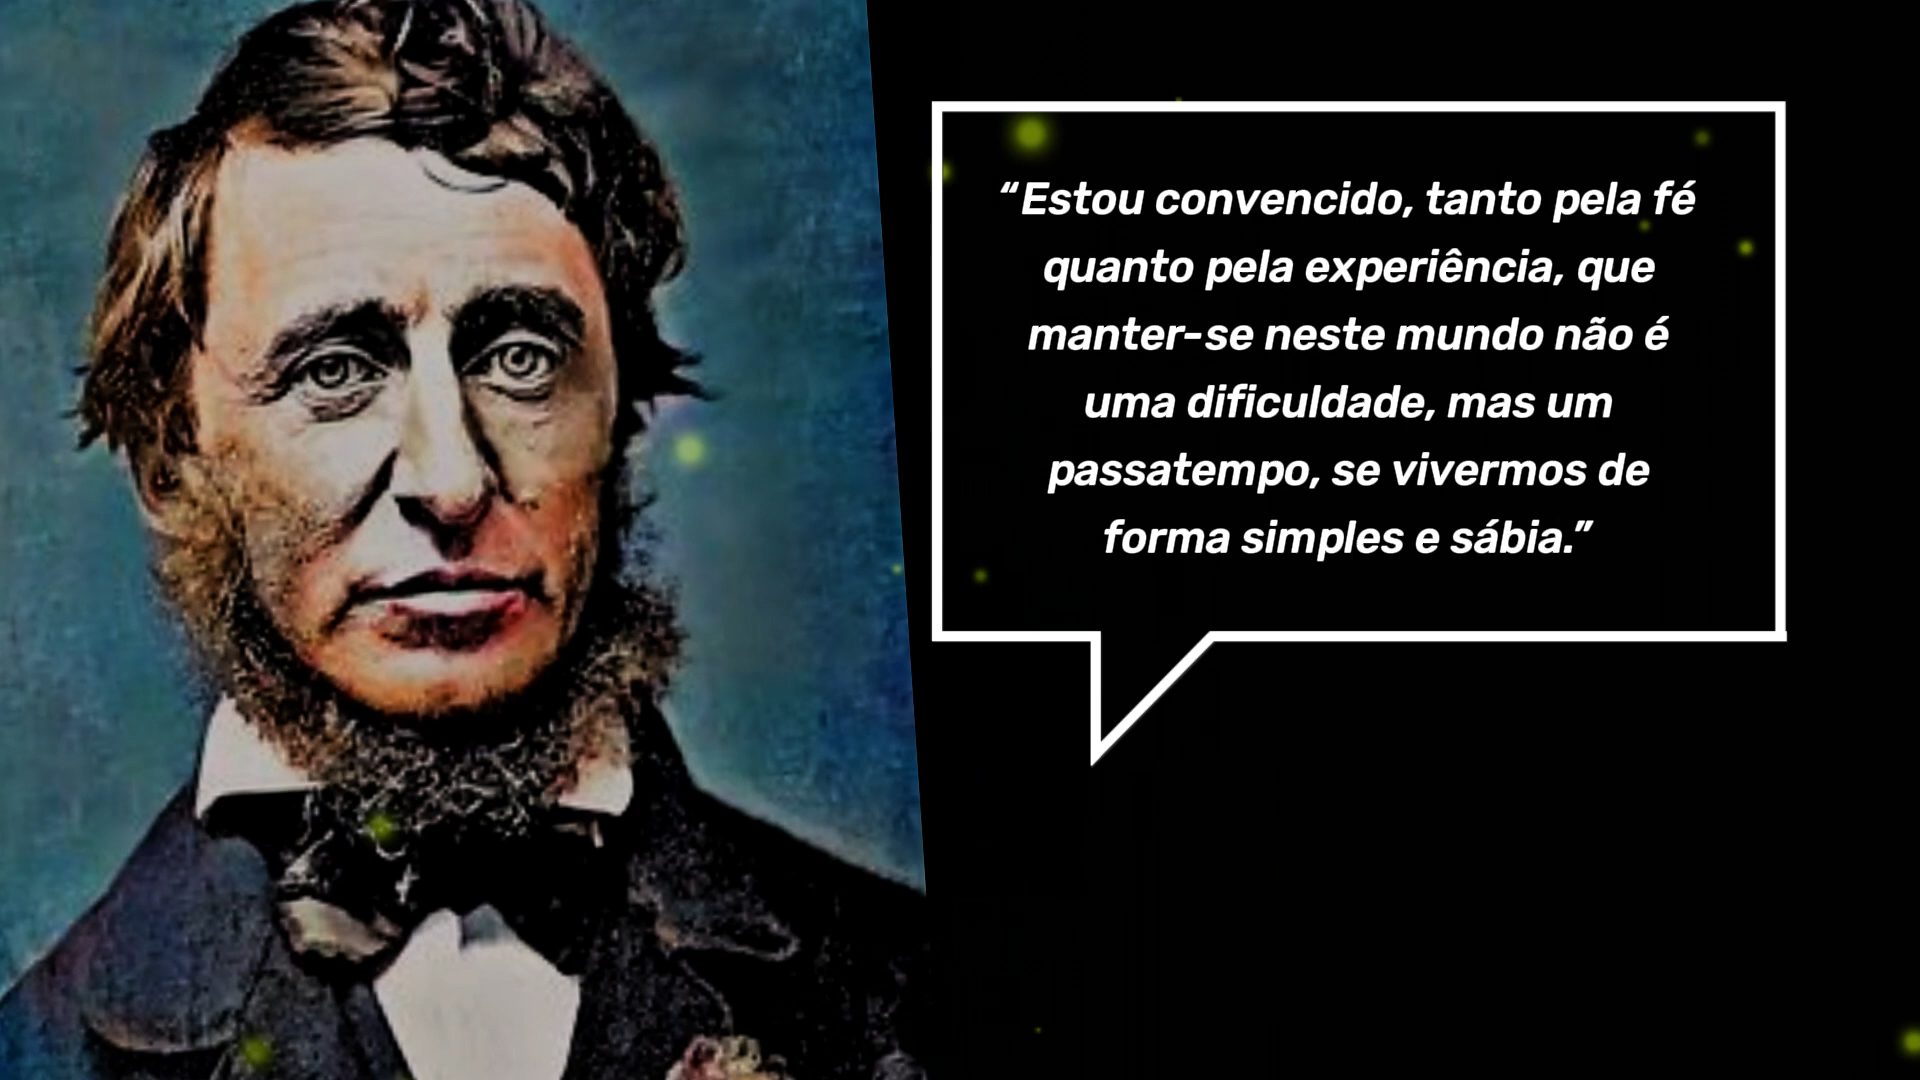 “Estou convencido, tanto pela fé
quanto pela experiência, que
manter-se neste mundo não é
uma dificuldade, mas um
passatempo, se vivermos de
forma simples e sábia.”